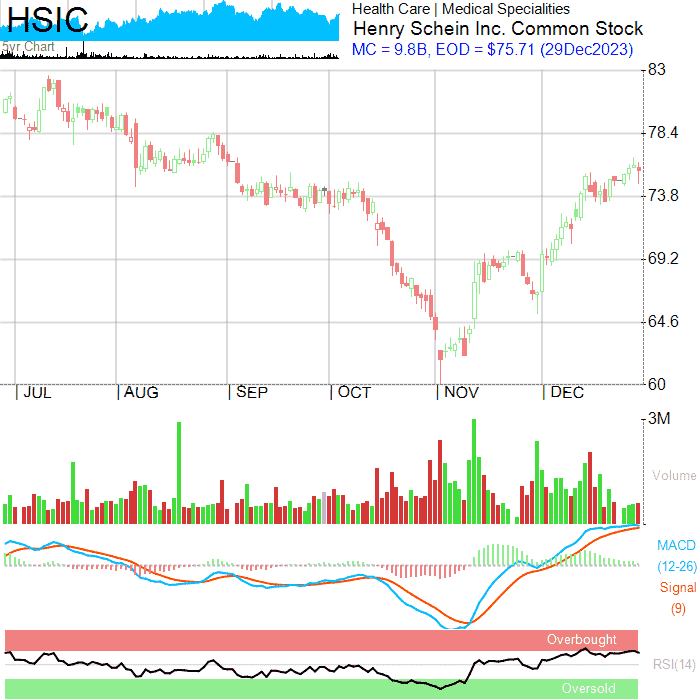 HSIC
5yr Chart
Health Care | Medical Specialities
Henry Schein Inc. Common Stock
MC = 9.8B, EOD = $75.71 (29Dec2023)
83
78.4
73.8
69.2
64.6
60
| JUL | AUG | SEP | OCT | NOV | DEC
3M
Volume
MACD
(12-26)
Signal
(9)
Overbought
RSI(14)
Oversold